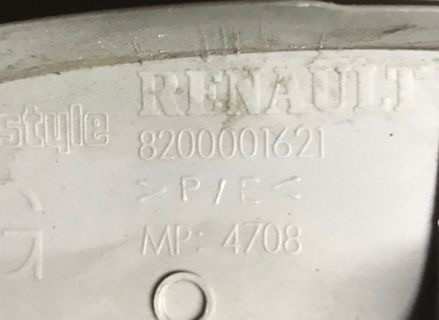 RENAULT
style
8200001621
>P/E<
MP: 4708
G